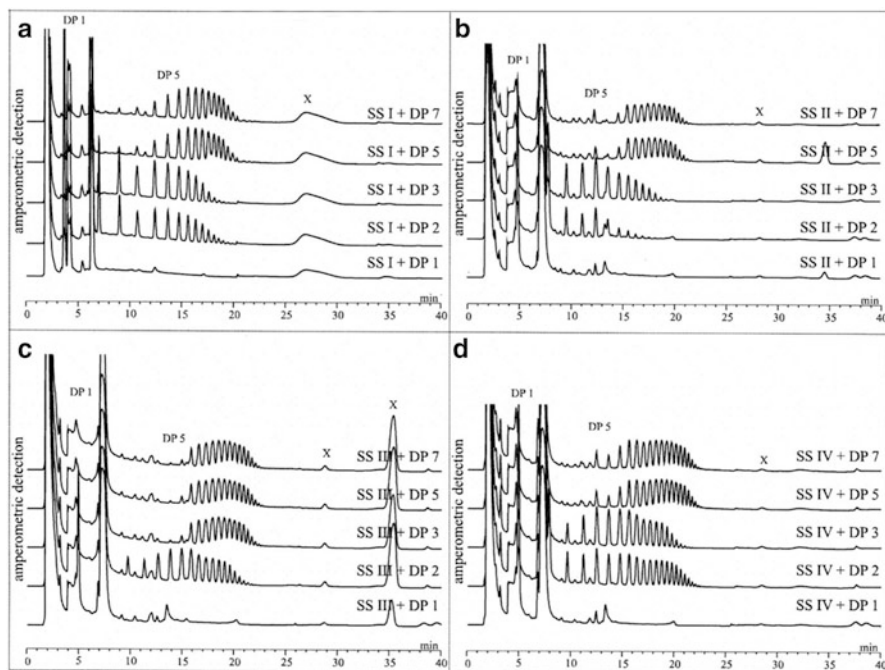 a
DP 1
amperometric detection
DP 5
X
SS I + DP 7
SS I + DP 5
SS I + DP 3
SS I + DP 2
SS I + DP 1
min
0 5 10 15 20 25 30 35 40
b
DP 1
amperometric detection
DP 5
X
SS II + DP 7
SS II + DP 5
SS II + DP 3
SS II + DP 2
SS II + DP 1
min
0 5 10 15 20 25 30 35 40
c
DP 1
amperometric detection
DP 5
X
X
SS III + DP 7
SS III + DP 5
SS III + DP 3
SS III + DP 2
SS III + DP 1
min
0 5 10 15 20 25 30 35 40
d
DP 1
amperometric detection
DP 5
X
SS IV + DP 7
SS IV + DP 5
SS IV + DP 3
SS IV + DP 2
SS IV + DP 1
min
0 5 10 15 20 25 30 35 40